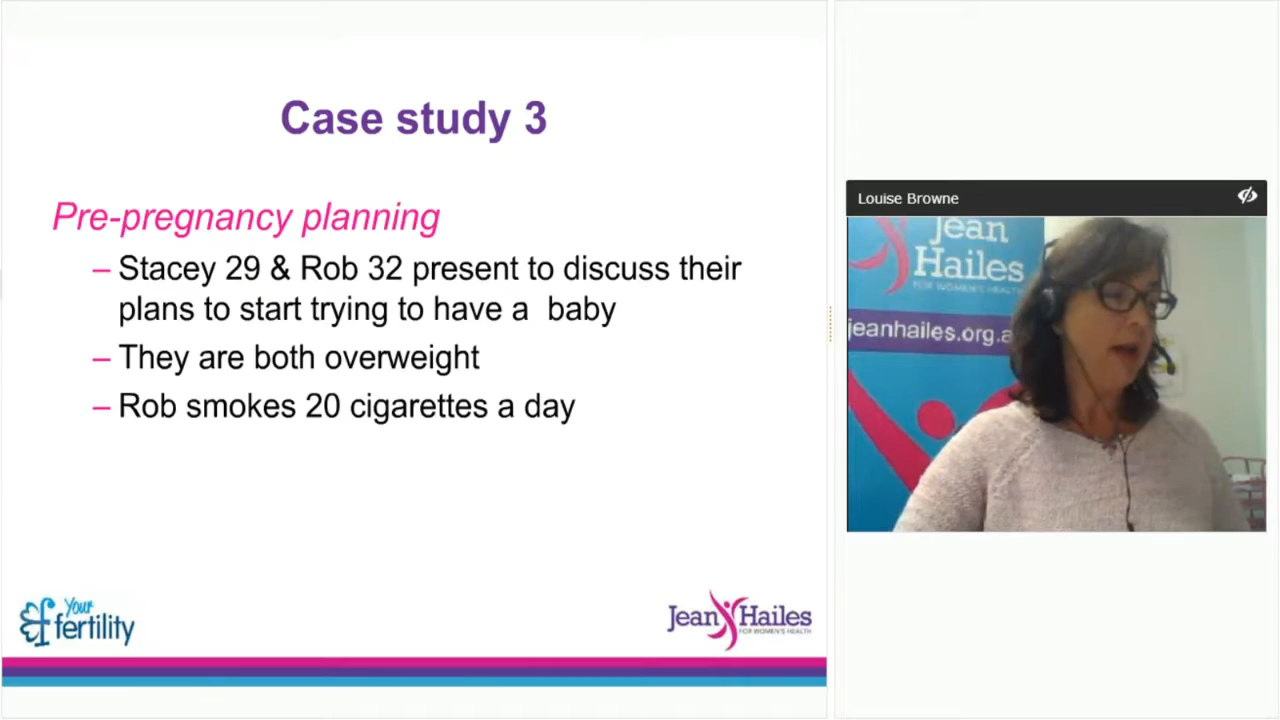 Case study 3
Pre-pregnancy planning
– Stacey 29 & Rob 32 present to discuss their
plans to start trying to have a baby
– They are both overweight
– Rob smokes 20 cigarettes a day
Your
fertility
Jean Hailes
FOR WOMEN'S HEALTH
Louise Browne
Jean
Hailes
FOR WOMEN'S HEALTH
jeanhailes.org.a